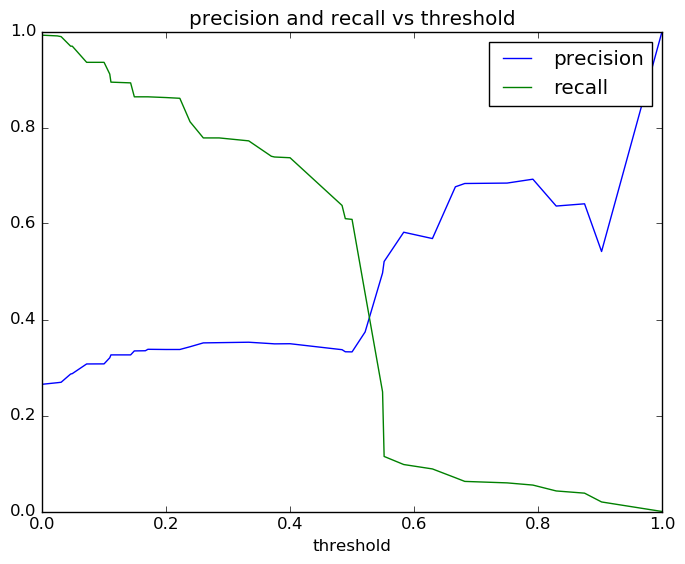 precision and recall vs threshold
precision
recall
1.0
0.8
0.6
0.4
0.2
0.0
0.0 0.2 0.4 0.6 0.8 1.0
threshold